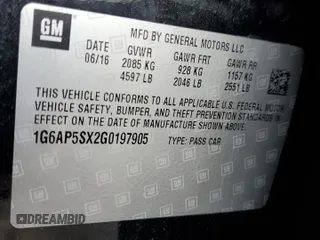 GM
MFD BY GENERAL MOTORS LLC
06/16 GVWR GAWR FRT GAWR RR
2085 KG 928 KG 1157 KG
4597 LB 2046 LB 2551 LB
THIS VEHICLE CONFORMS TO ALL APPLICABLE U.S. FEDERAL MOTOR
VEHICLE SAFETY, BUMPER, AND THEFT PREVENTION STANDARDS
IN EFFECT ON THE DATE OF MANUFACTURE SHOWN ABOVE.
1G6AP5SX2G0197905 TYPE: PASS CAR
DREAMBID